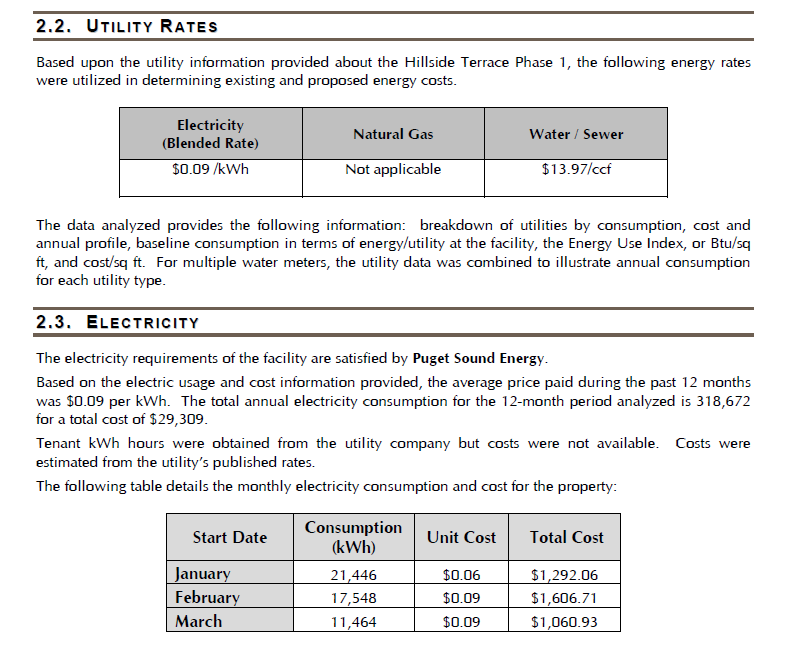 2.2. UTILITY RATES
Based upon the utility information provided about the Hillside Terrace Phase 1, the following energy rates
were utilized in determining existing and proposed energy costs.
Electricity
(Blended Rate)
Natural Gas
Water / Sewer
$0.09 /kWh
Not applicable
$13.97/ccf
The data analyzed provides the following information: breakdown of utilities by consumption, cost and
annual profile, baseline consumption in terms of energy/utility at the facility, the Energy Use Index, or Btu/sq
ft, and cost/sq ft. For multiple water meters, the utility data was combined to illustrate annual consumption
for each utility type.
2.3. ELECTRICITY
The electricity requirements of the facility are satisfied by Puget Sound Energy.
Based on the electric usage and cost information provided, the average price paid during the past 12 months
was $0.09 per kWh. The total annual electricity consumption for the 12-month period analyzed is 318,672
for a total cost of $29,309.
Tenant kWh hours were obtained from the utility company but costs were not available. Costs were
estimated from the utility's published rates.
The following table details the monthly electricity consumption and cost for the property:
Start Date
Consumption
(kWh)
Unit Cost
Total Cost
January 21,446 $0.06 $1,292.06
February 17,548 $0.09 $1,606.71
March 11,464 $0.09 $1,060.93